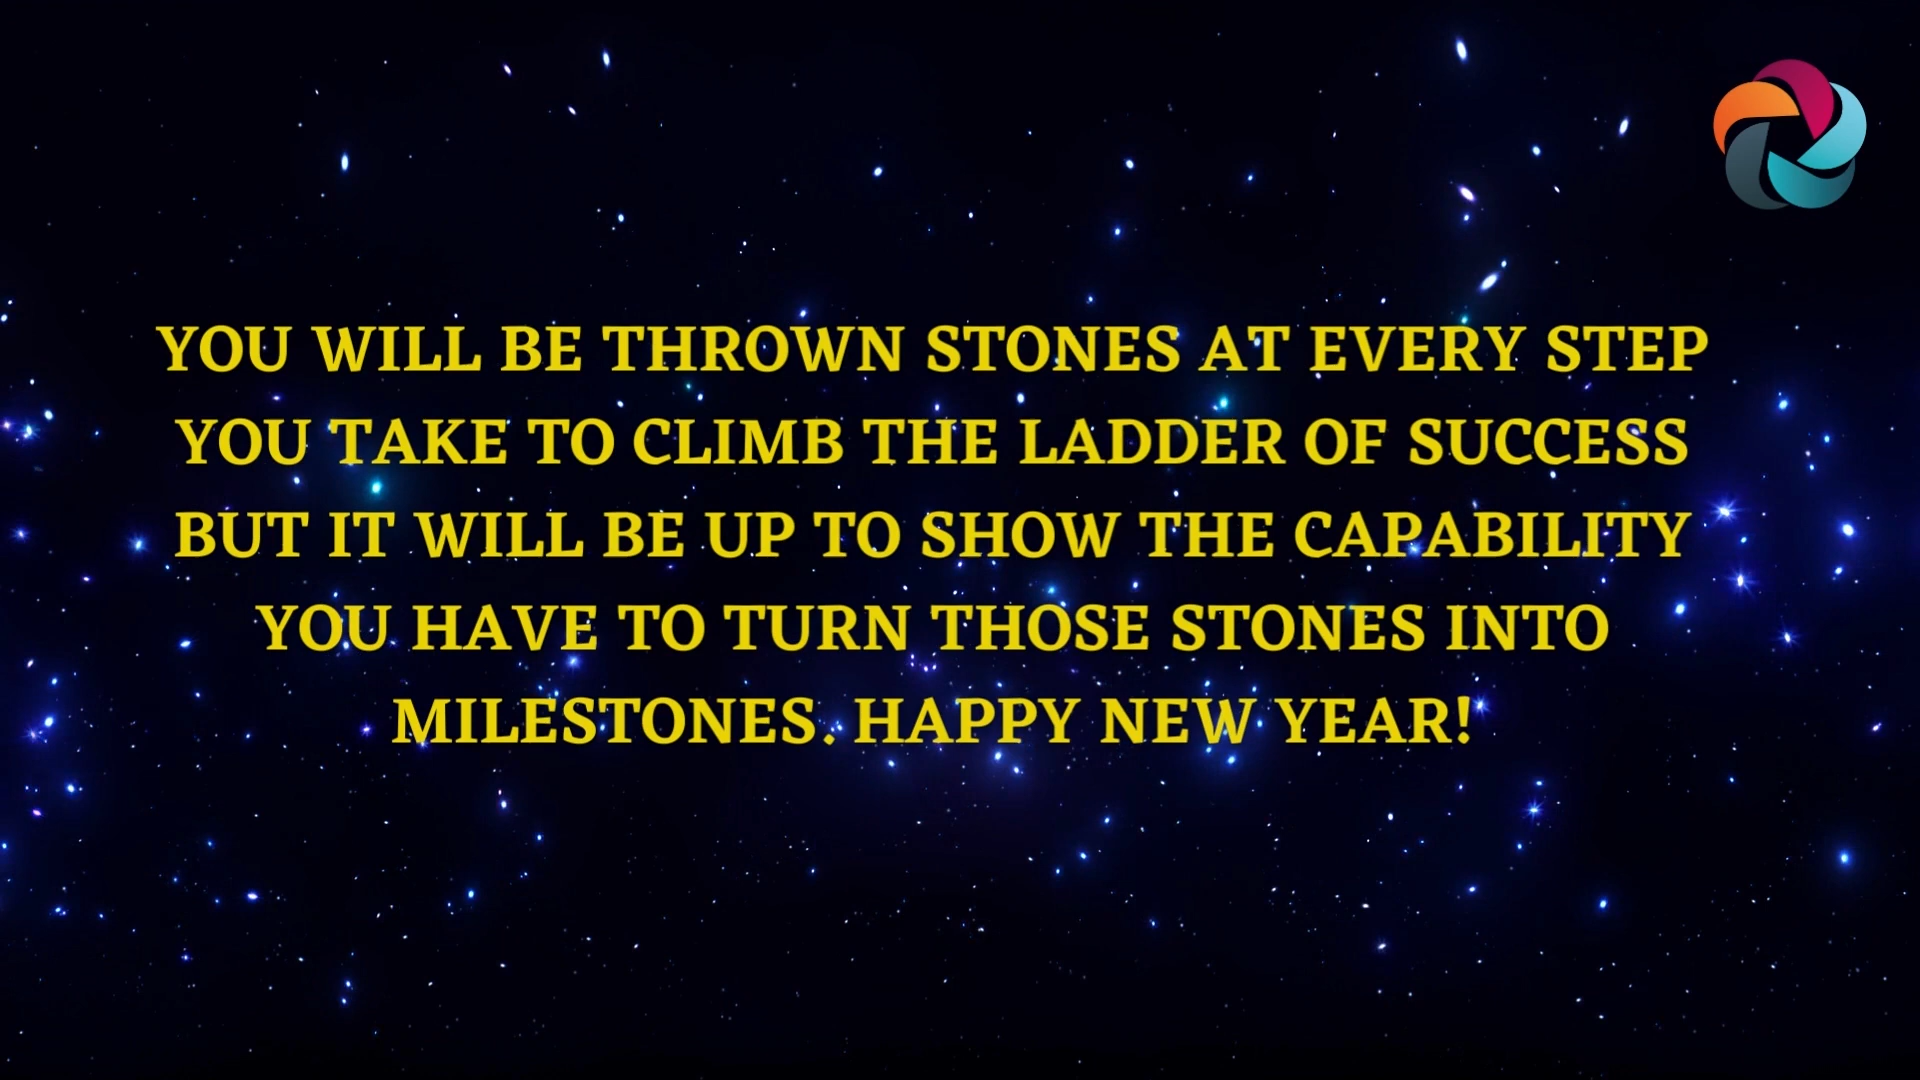 YOU WILL BE THROWN STONES AT EVERY STEP
YOU TAKE TO CLIMB THE LADDER OF SUCCESS
BUT IT WILL BE UP TO SHOW THE CAPABILITY
YOU HAVE TO TURN THOSE STONES INTO
MILESTONES. HAPPY NEW YEAR!